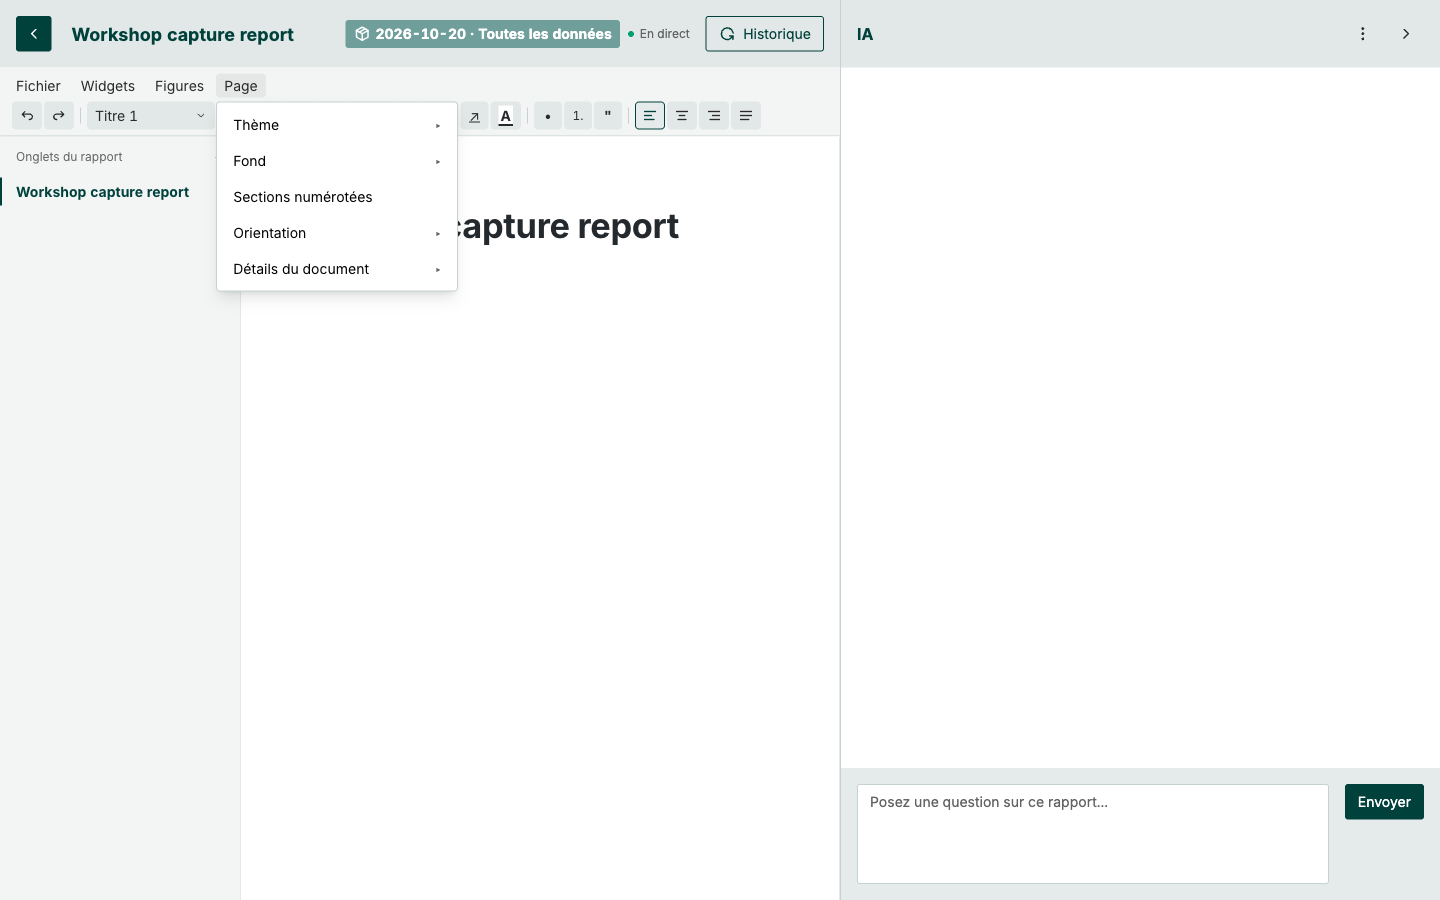 Workshop capture report
2026-10-20 · Toutes les données
En direct
Historique
IA
Fichier
Widgets
Figures
Page
Titre 1
A
1.
"
Thème
Fond
Sections numérotées
Orientation
Détails du document
Onglets du rapport
Workshop capture report
capture report
Posez une question sur ce rapport...
Envoyer